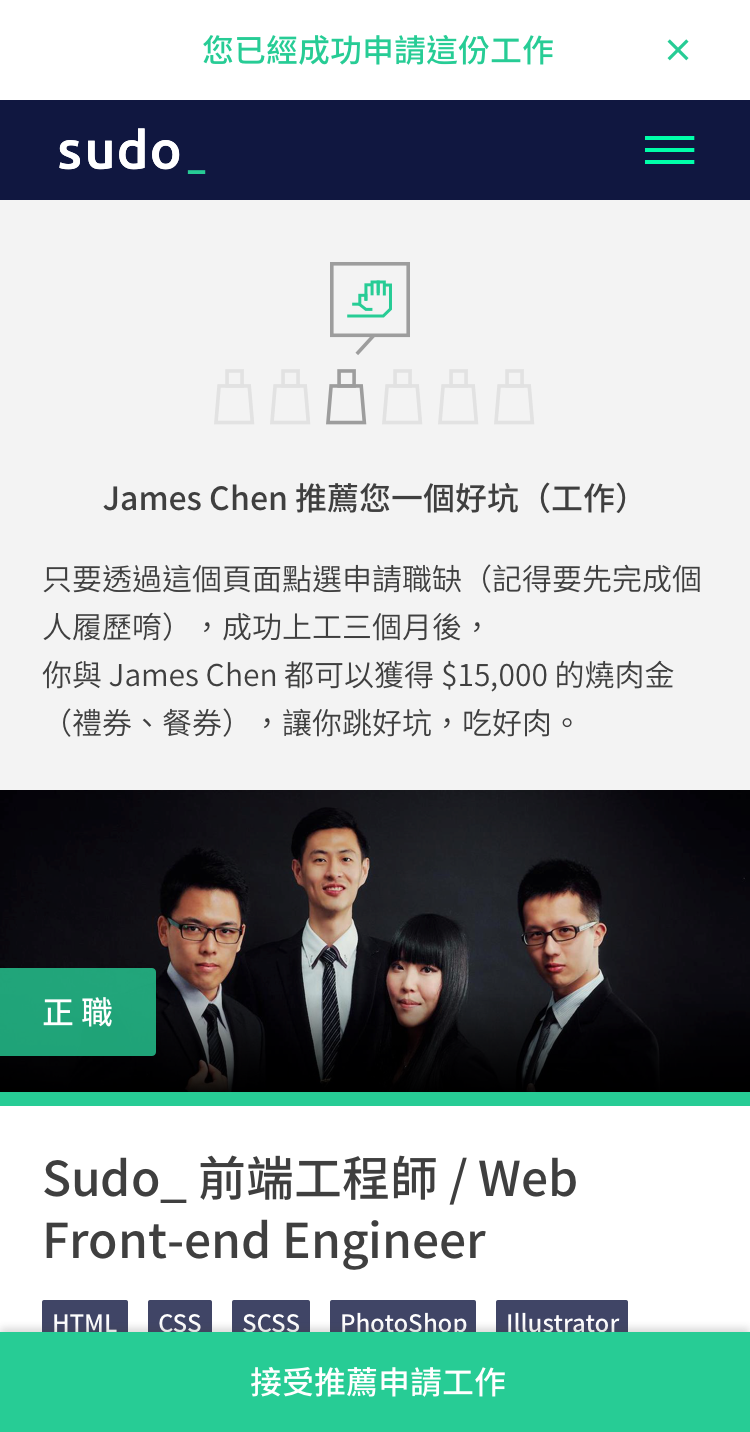 您已經成功申請這份工作
sudo_
James Chen 推薦您一個好坑（工作）
只要透過這個頁面點選申請職缺（記得要先完成個
人履歷唷），成功上工三個月後，
你與 James Chen 都可以獲得 $15,000 的燒肉金
（禮券、餐券），讓你跳好坑，吃好肉。
正職
Sudo_ 前端工程師 / Web
Front-end Engineer
HTML CSS SCSS PhotoShop Illustrator
接受推薦申請工作